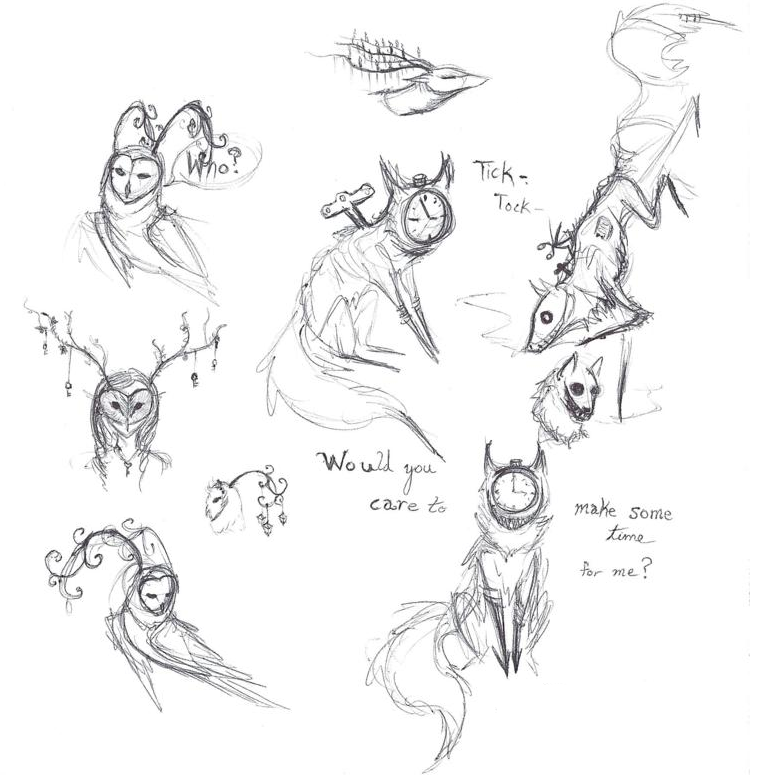 Who?
Tick-
Tock-
Would you
care to
make some
time
for me?